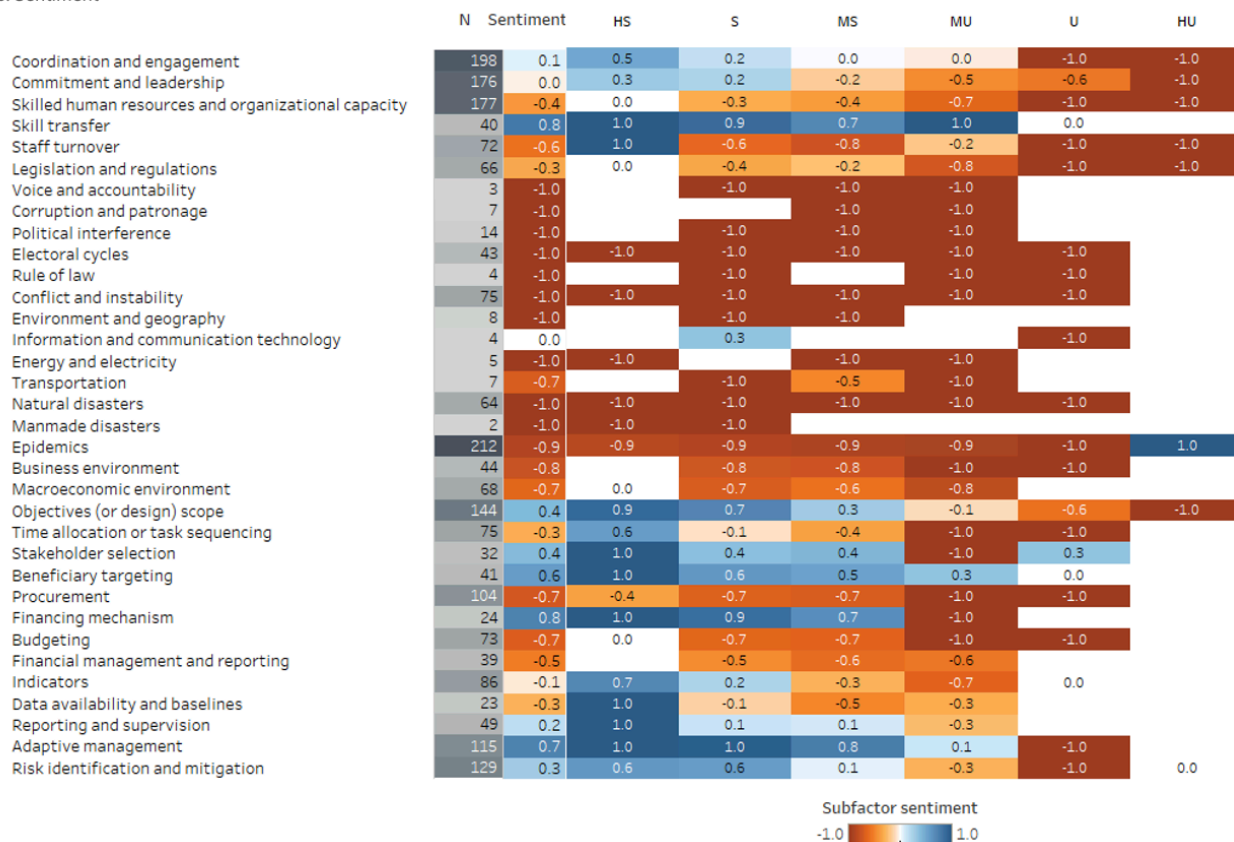 N Sentiment HS S MS MU U HU
Coordination and engagement 198 0.1 0.5 0.2 0.0 0.0 -1.0 -1.0
Commitment and leadership 176 0.0 0.3 0.2 -0.2 -0.5 -0.6 -1.0
Skilled human resources and organizational capacity 177 -0.4 0.0 -0.3 -0.4 -0.7 -1.0 -1.0
Skill transfer 40 0.8 1.0 0.9 0.7 1.0 0.0
Staff turnover 72 -0.6 1.0 -0.6 -0.8 -0.2 -1.0 -1.0
Legislation and regulations 66 -0.3 0.0 -0.4 -0.2 -0.8 -1.0 -1.0
Voice and accountability 3 -1.0 -1.0 -1.0 -1.0
Corruption and patronage 7 -1.0 -1.0 -1.0
Political interference 14 -1.0 -1.0 -1.0 -1.0
Electoral cycles 43 -1.0 -1.0 -1.0 -1.0 -1.0 -1.0
Rule of law 4 -1.0 -1.0 -1.0 -1.0
Conflict and instability 75 -1.0 -1.0 -1.0 -1.0 -1.0 -1.0
Environment and geography 8 -1.0 -1.0 -1.0
Information and communication technology 4 0.0 0.3 -1.0
Energy and electricity 5 -1.0 -1.0 -1.0 -1.0
Transportation 7 -0.7 -1.0 -0.5 -1.0
Natural disasters 64 -1.0 -1.0 -1.0 -1.0 -1.0 -1.0
Manmade disasters 2 -1.0 -1.0 -1.0
Epidemics 212 -0.9 -0.9 -0.9 -0.9 -0.9 -1.0 1.0
Business environment 44 -0.8 -0.8 -0.8 -1.0 -1.0
Macroeconomic environment 68 -0.7 0.0 -0.7 -0.6 -0.8
Objectives (or design) scope 144 0.4 0.9 0.7 0.3 -0.1 -0.6 -1.0
Time allocation or task sequencing 75 -0.3 0.6 -0.1 -0.4 -1.0 -1.0
Stakeholder selection 32 0.4 1.0 0.4 0.4 -1.0 0.3
Beneficiary targeting 41 0.6 1.0 0.6 0.5 0.3 0.0
Procurement 104 -0.7 -0.4 -0.7 -0.7 -1.0 -1.0
Financing mechanism 24 0.8 1.0 0.9 0.7 -1.0
Budgeting 73 -0.7 0.0 -0.7 -0.7 -1.0 -1.0
Financial management and reporting 39 -0.5 -0.5 -0.6 -0.6
Indicators 86 -0.1 0.7 0.2 -0.3 -0.7 0.0
Data availability and baselines 23 -0.3 1.0 -0.1 -0.5 -0.3
Reporting and supervision 49 0.2 1.0 0.1 0.1 -0.3
Adaptive management 115 0.7 1.0 1.0 0.8 0.1 -1.0
Risk identification and mitigation 129 0.3 0.6 0.6 0.1 -0.3 -1.0 0.0
Subfactor sentiment
-1.0 1.0